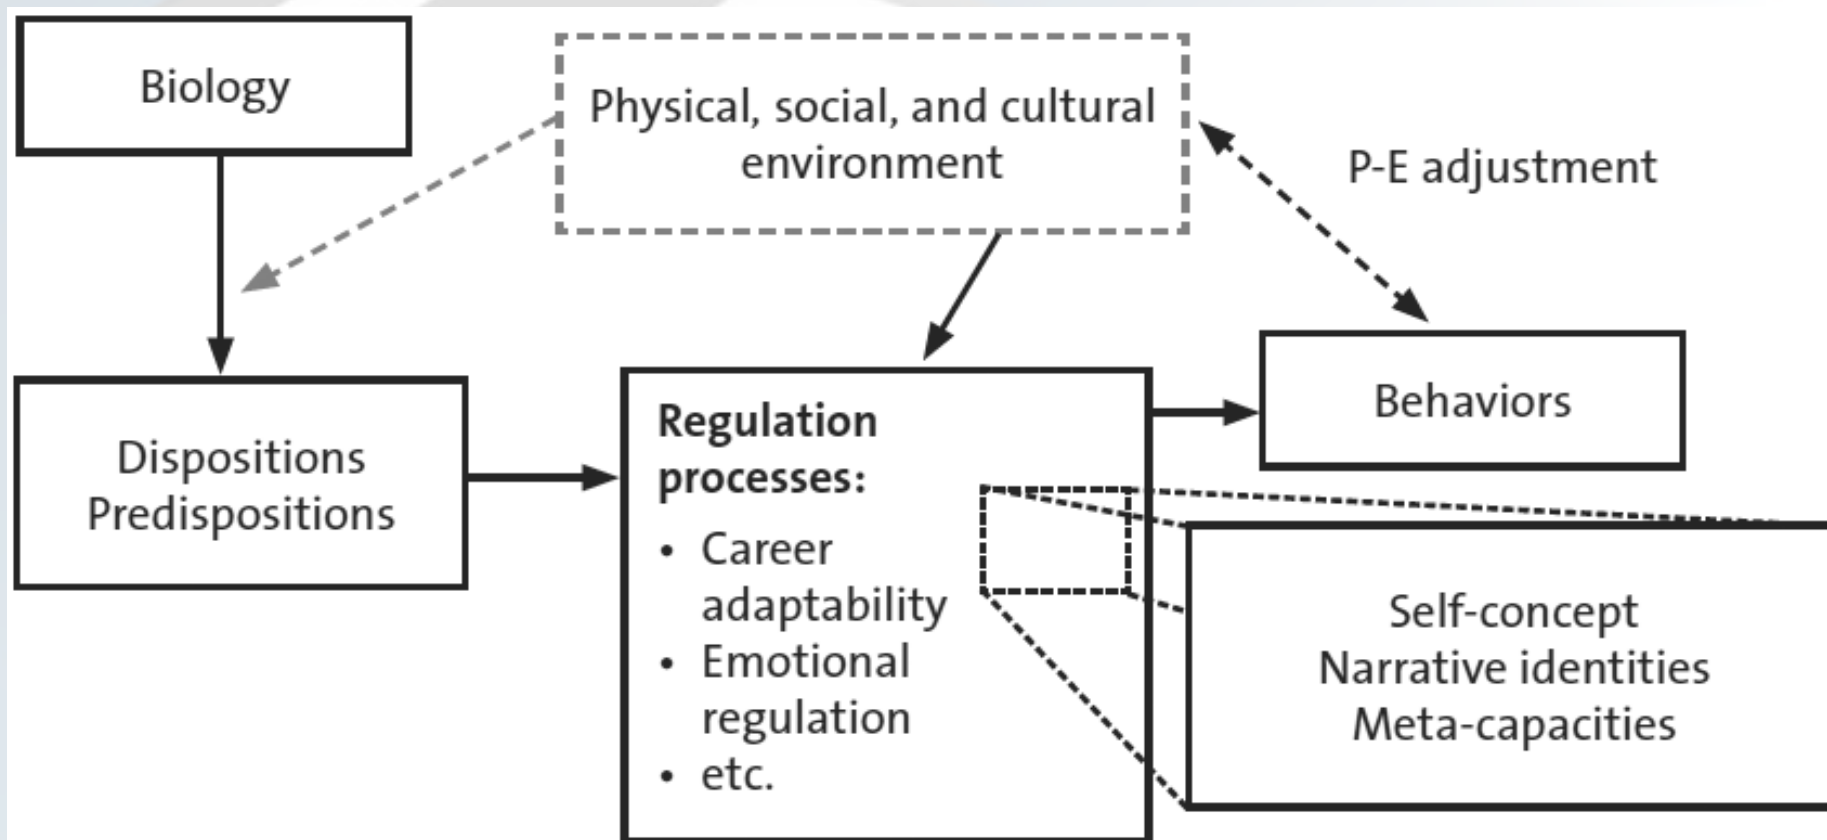 Biology
Physical, social, and cultural
environment
P-E adjustment
Dispositions
Predispositions
Regulation
processes:
• Career
adaptability
• Emotional
regulation
• etc.
Behaviors
Self-concept
Narrative identities
Meta-capacities